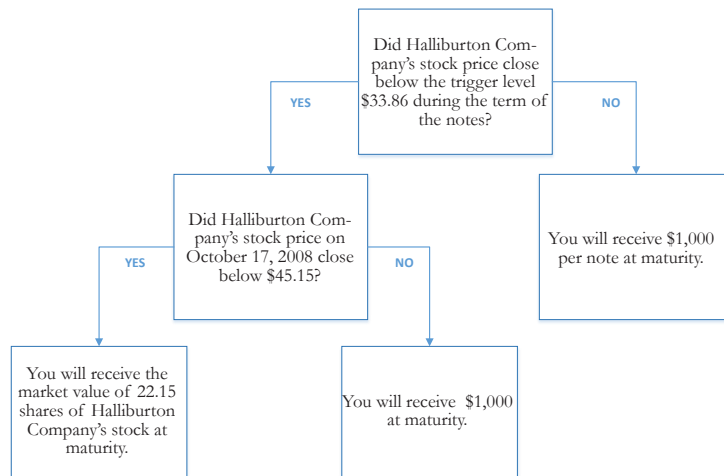 Did Halliburton Com-
pany's stock price close
below the trigger level
$33.86 during the term of
the notes?
YES
NO
Did Halliburton Com-
pany's stock price on
October 17, 2008 close
below $45.15?
You will receive $1,000
per note at maturity.
YES
NO
You will receive the
market value of 22.15
shares of Halliburton
Company's stock at
maturity.
You will receive $1,000
at maturity.